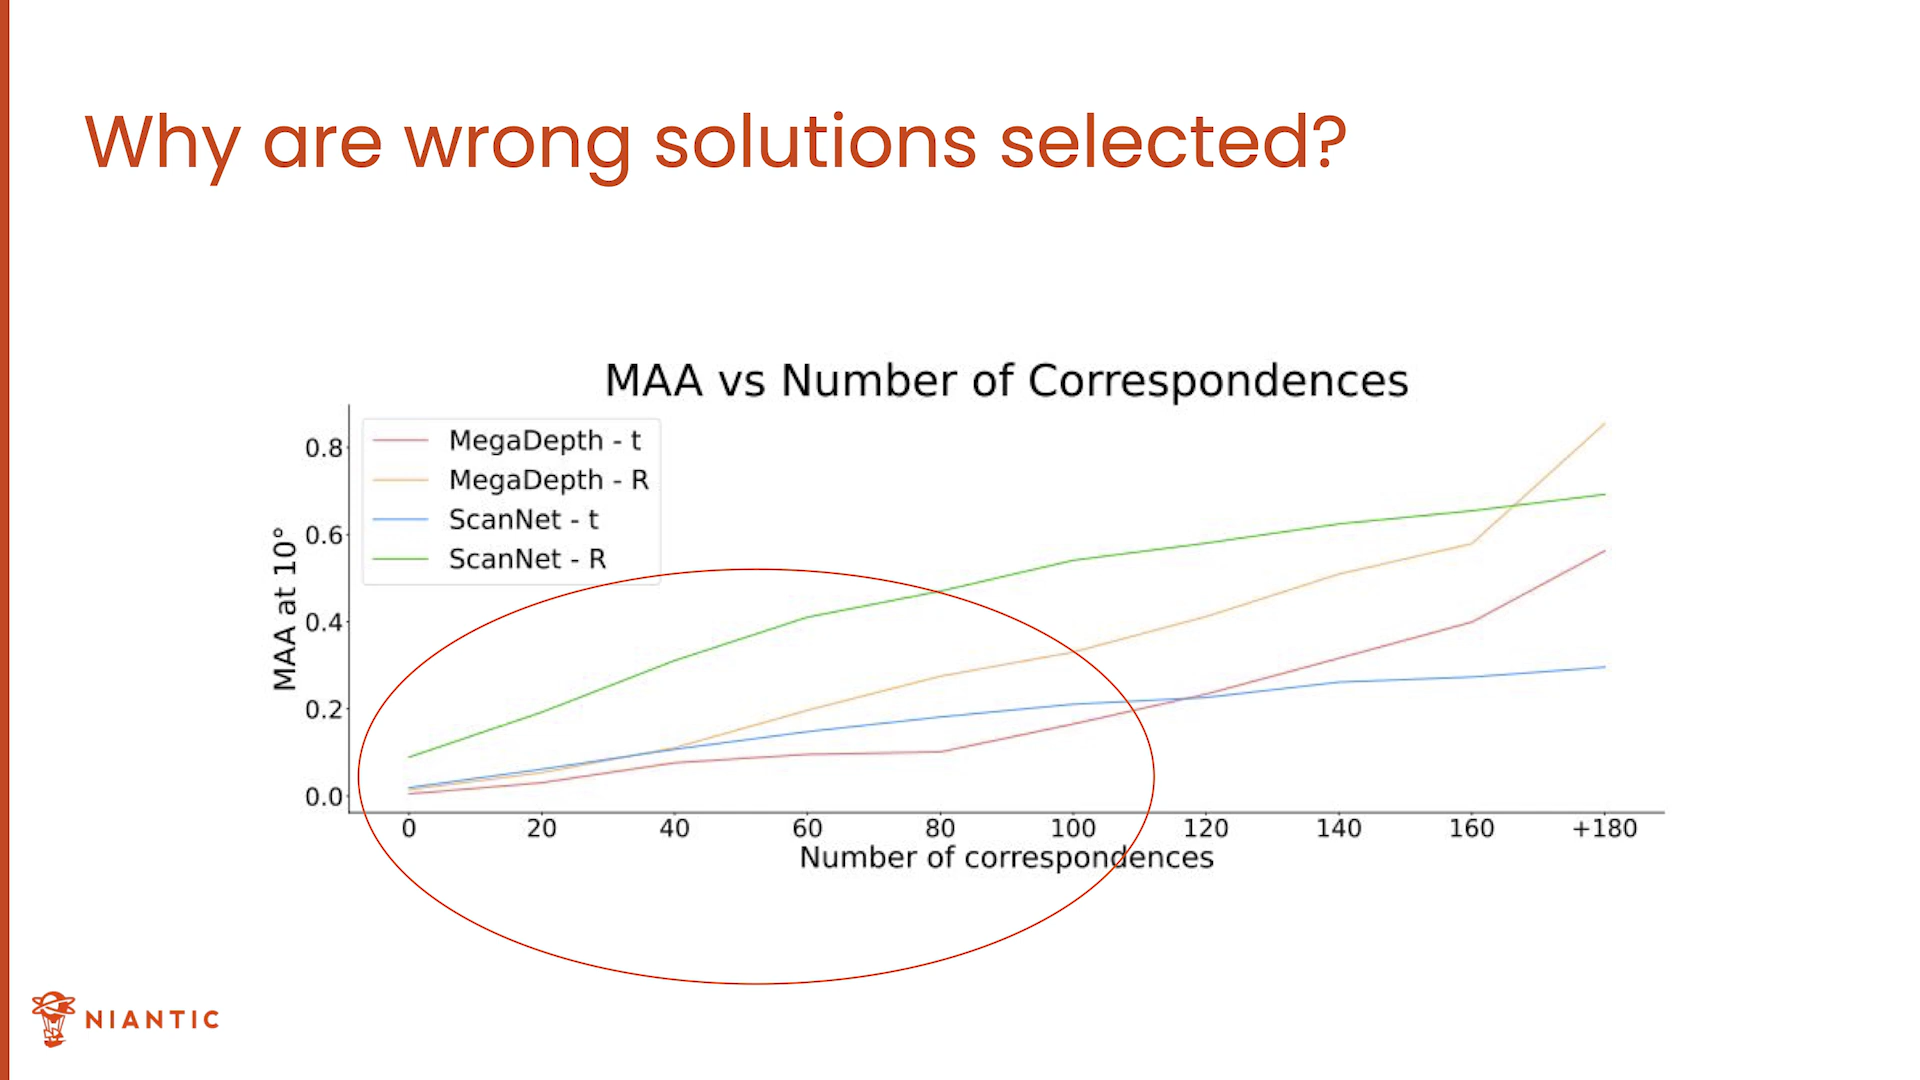 Why are wrong solutions selected?
MAA vs Number of Correspondences
MegaDepth - t
MegaDepth - R
ScanNet - t
ScanNet - R
MAA at 10°
0.8
0.6
0.4
0.2
0.0
0 20 40 60 80 100 120 140 160 +180
Number of correspondences
NIANTIC